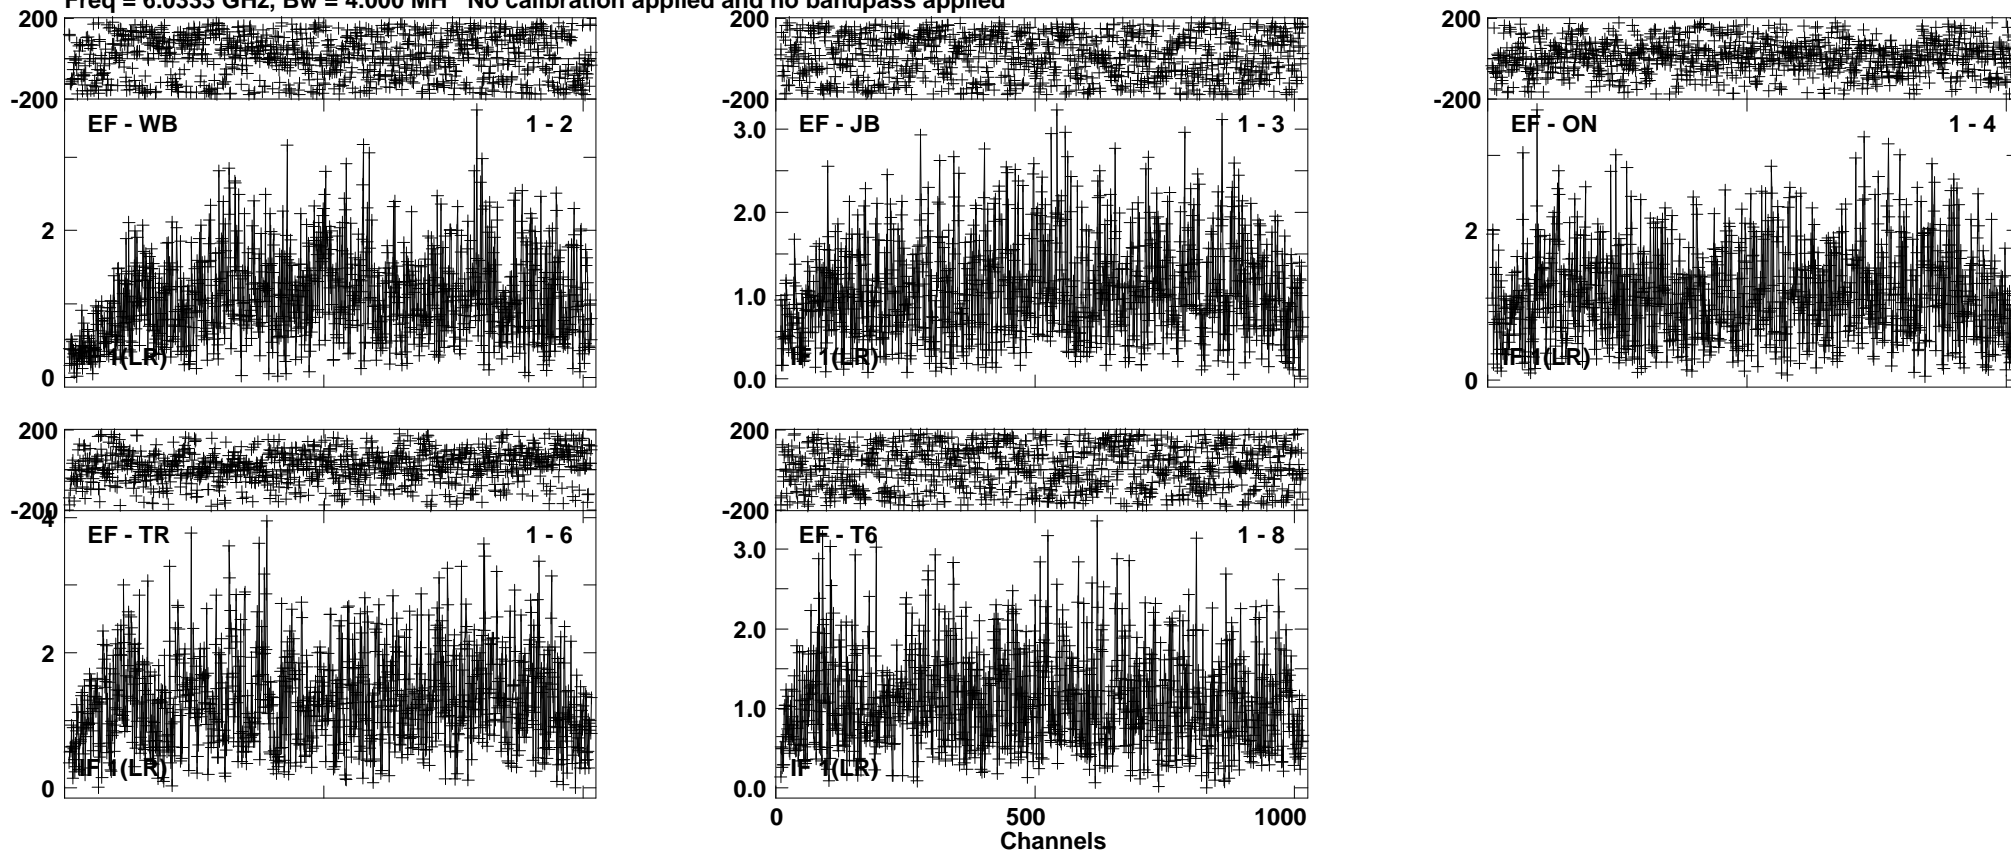 Freq = 6.0333 GHz, Bw = 4.000 MH No calibration applied and no bandpass applied
200
-200
EF - WB
1 - 2
2
0
IF 1(LR)
200
-200
EF - JB
1 - 3
3.0
2.0
1.0
0.0
IF 1(LR)
200
-200
EF - ON
1 - 4
2
0
IF 1(LR)
200
-200
4
EF - TR
1 - 6
2
0
IF 1(LR)
200
-200
EF - T6
1 - 8
3.0
2.0
1.0
0.0
IF 1(LR)
0
500
1000
Channels